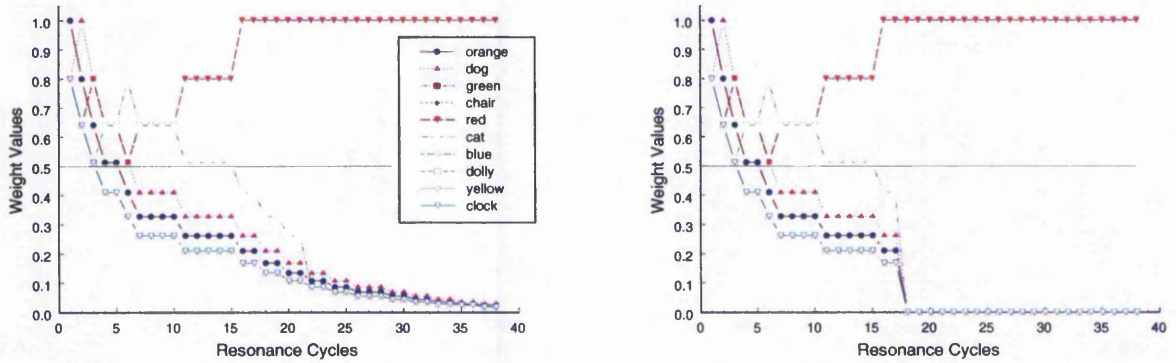 Weight Values
1.0
0.9
0.8
0.7
0.6
0.5
0.4
0.3
0.2
0.1
0.0
0 5 10 15 20 25 30 35 40
Resonance Cycles
orange
dog
green
chair
red
cat
blue
dolly
yellow
clock
Weight Values
1.0
0.9
0.8
0.7
0.6
0.5
0.4
0.3
0.2
0.1
0.0
0 5 10 15 20 25 30 35 40
Resonance Cycles